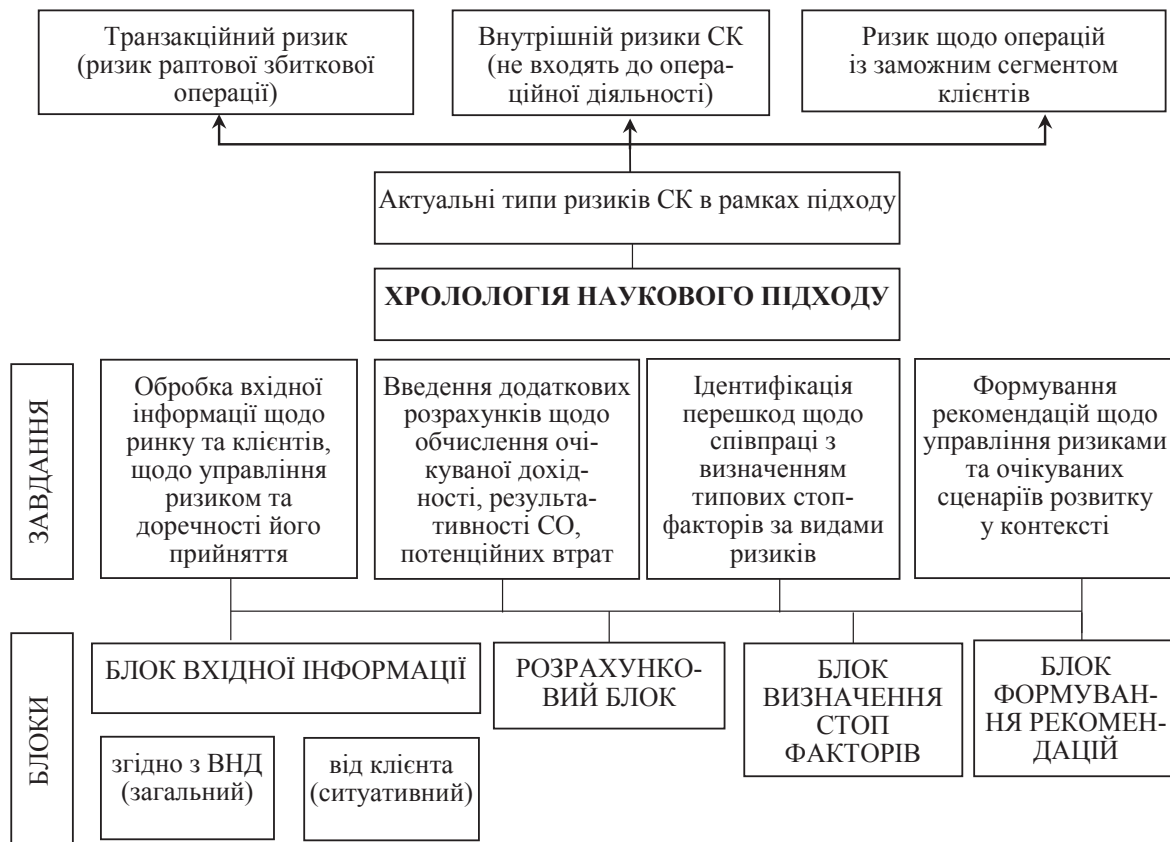 Транзакційний ризик
(ризик раптової збиткової
операції)
Внутрішній ризики СК
(не входять до опера-
ційної діяльності)
Ризик щодо операцій
із заможним сегментом
клієнтів
Актуальні типи ризиків СК в рамках підходу
ХРОЛОЛОГІЯ НАУКОВОГО ПІДХОДУ
ЗАВДАННЯ
Обробка вхідної
інформації щодо
ринку та клієнтів,
щодо управління
ризиком та
доречності його
прийняття
Введення додаткових
розрахунків щодо
обчислення очі-
куваної дохід-
ності, результа-
тивності СО,
потенційних втрат
Ідентифікація
перешкод щодо
співпраці з
визначенням
типових стоп-
факторів за видами
ризиків
Формування
рекомендацій щодо
управління ризиками
та очікуваних
сценаріїв розвитку
у контексті
БЛОКИ
БЛОК ВХІДНОЇ ІНФОРМАЦІЇ
РОЗРАХУНКО-
ВИЙ БЛОК
БЛОК
ВИЗНАЧЕННЯ
СТОП
ФАКТОРІВ
БЛОК
ФОРМУВАН-
НЯ РЕКОМЕН-
ДАЦІЙ
згідно з ВНД
(загальний)
від клієнта
(ситуативний)